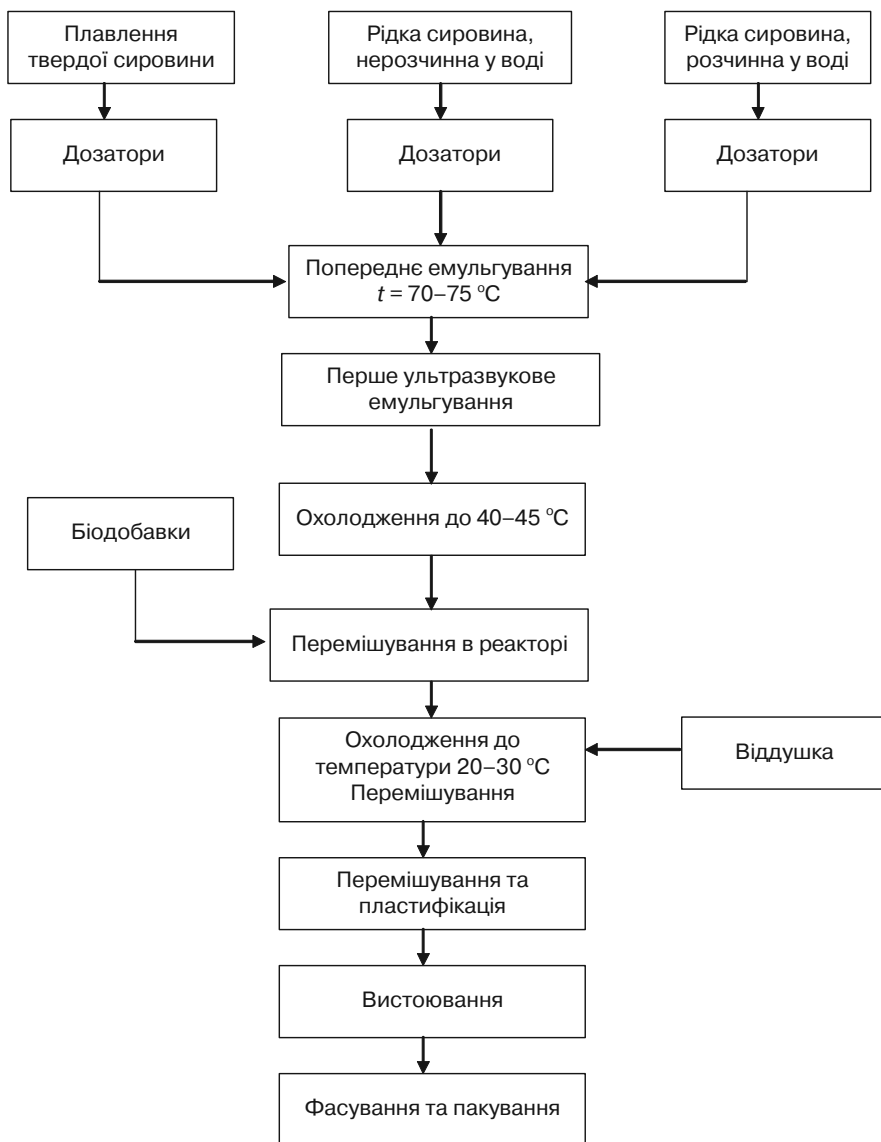 Плавлення
твердої сировини
Рідка сировина,
нерозчинна у воді
Рідка сировина,
розчинна у воді
Дозатори
Дозатори
Дозатори
Попереднє емульгування
t = 70–75 °C
Перше ультразвукове
емульгування
Охолодження до 40–45 °C
Біодобавки
Перемішування в реакторі
Охолодження до
температури 20–30 °C
Перемішування
Віддушка
Перемішування та
пластифікація
Вистоювання
Фасування та пакування